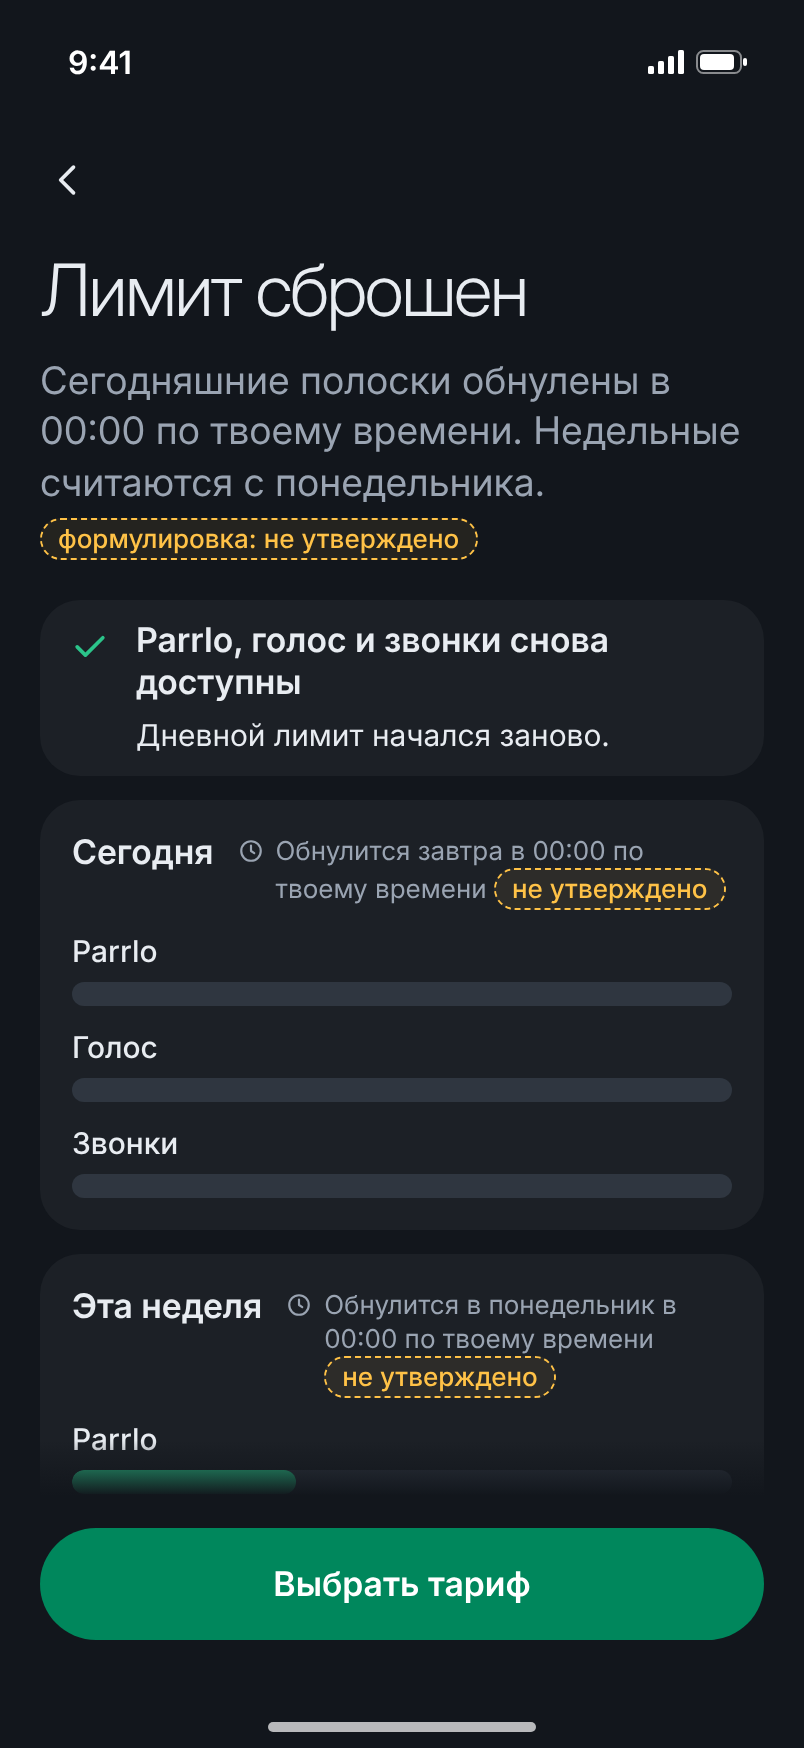 9:41
Лимит сброшен
Сегодняшние полоски обнулены в
00:00 по твоему времени. Недельные
считаются с понедельника.
формулировка: не утверждено
Parrlo, голос и звонки снова
доступны
Дневной лимит начался заново.
Сегодня
Обнулится завтра в 00:00 по
твоему времени не утверждено
Parrlo
Голос
Звонки
Эта неделя
Обнулится в понедельник в
00:00 по твоему времени
не утверждено
Parrlo
Выбрать тариф